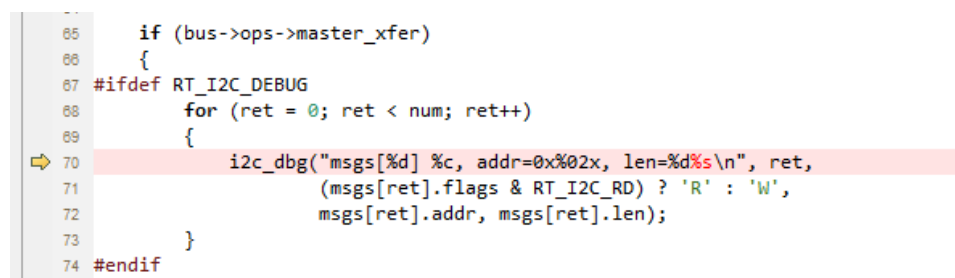 65 if (bus->ops->master_xfer)
66 {
67 #ifdef RT_I2C_DEBUG
68 for (ret = 0; ret < num; ret++)
69 {
70 i2c_dbg("msgs[%d] %c, addr=0x%02x, len=%d%s\n", ret,
71 (msgs[ret].flags & RT_I2C_RD) ? 'R' : 'W',
72 msgs[ret].addr, msgs[ret].len);
73 }
74 #endif